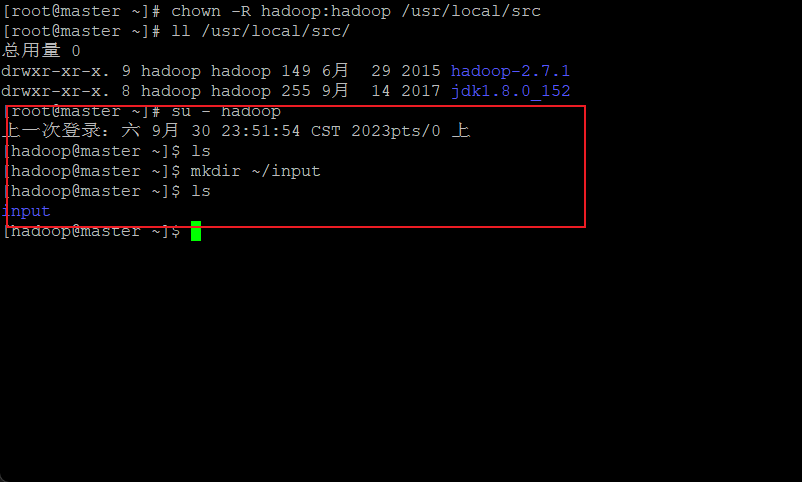 [root@master ~]# chown -R hadoop:hadoop /usr/local/src
[root@master ~]# ll /usr/local/src/
总用量 0
drwxr-xr-x. 9 hadoop hadoop 149 6月  29 2015 hadoop-2.7.1
drwxr-xr-x. 8 hadoop hadoop 255 9月  14 2017 jdk1.8.0_152
[root@master ~]# su - hadoop
上一次登录：六 9月 30 23:51:54 CST 2023pts/0 上
[hadoop@master ~]$ ls
[hadoop@master ~]$ mkdir ~/input
[hadoop@master ~]$ ls
input
[hadoop@master ~]$